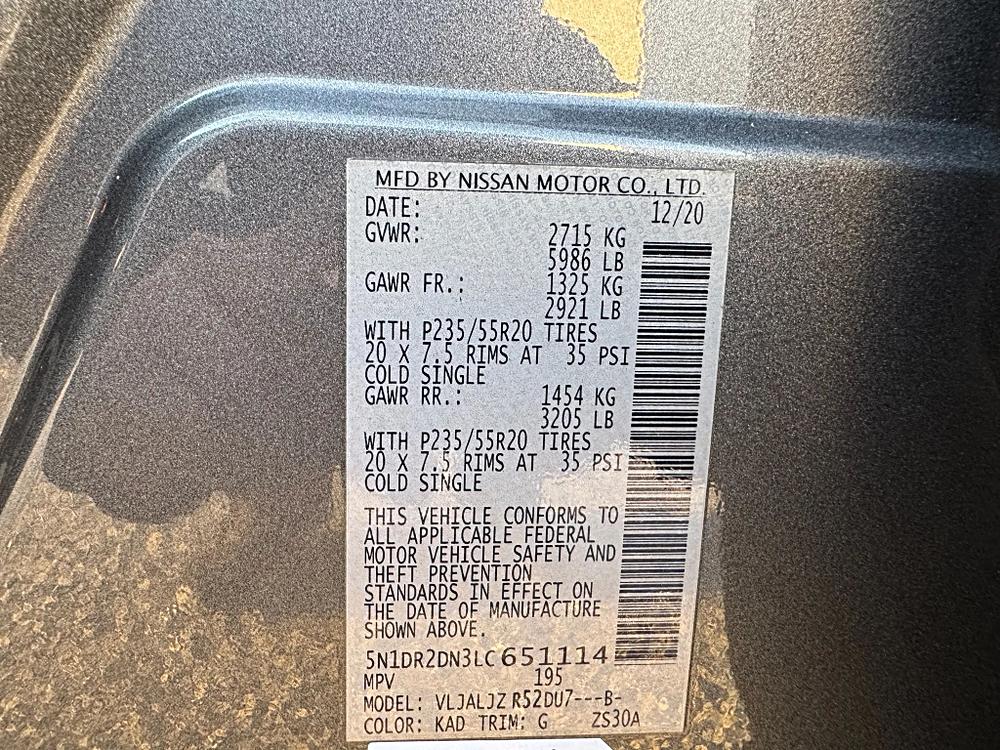 MFD BY NISSAN MOTOR CO., LTD.
DATE: 12/20
GVWR: 2715 KG
5986 LB
GAWR FR.: 1325 KG
2921 LB
WITH P235/55R20 TIRES
20 X 7.5 RIMS AT 35 PSI
COLD SINGLE
GAWR RR.: 1454 KG
3205 LB
WITH P235/55R20 TIRES
20 X 7.5 RIMS AT 35 PSI
COLD SINGLE
THIS VEHICLE CONFORMS TO
ALL APPLICABLE FEDERAL
MOTOR VEHICLE SAFETY AND
THEFT PREVENTION
STANDARDS IN EFFECT ON
THE DATE OF MANUFACTURE
SHOWN ABOVE.
5N1DR2DN3LC651114
MPV 195
MODEL: VLJALJZ R52DU7---B-
COLOR: KAD TRIM: G ZS30A